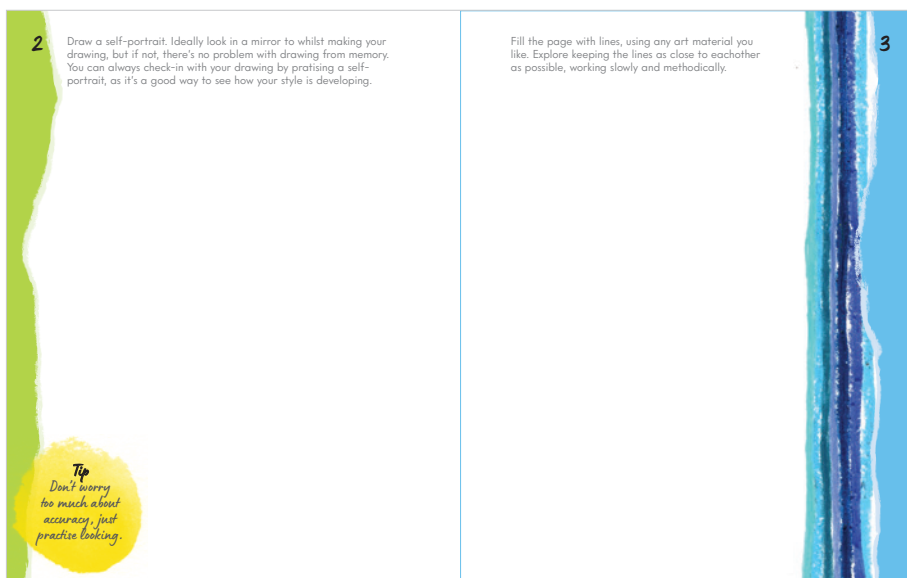 2
Draw a self-portrait. Ideally look in a mirror to whilst making your
drawing, but if not, there's no problem with drawing from memory.
You can always check-in with your drawing by pratising a self-
portrait, as it's a good way to see how your style is developing.
Tip
Don't worry
too much about
accuracy, just
practise looking.
Fill the page with lines, using any art material you
like. Explore keeping the lines as close to eachother
as possible, working slowly and methodically.
3